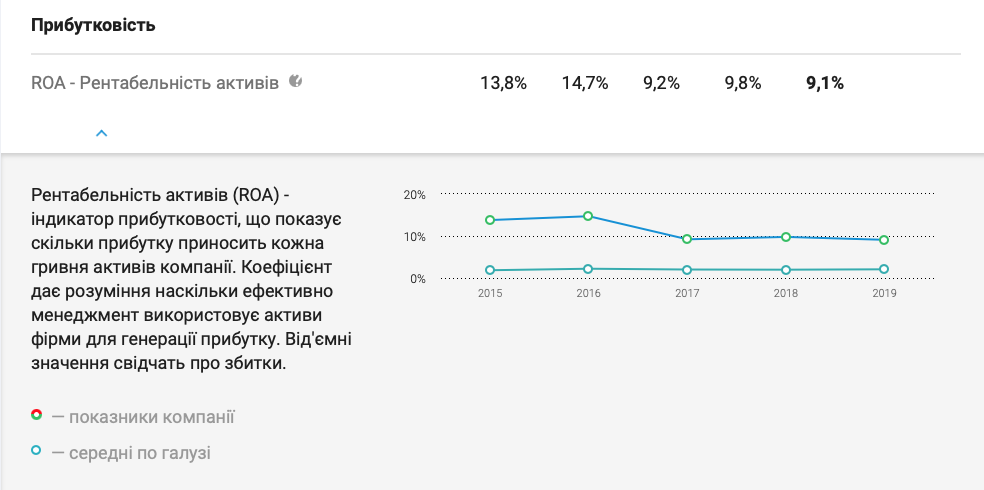 Прибутковість
ROA - Рентабельність активів 13,8% 14,7% 9,2% 9,8% 9,1%
Рентабельність активів (ROA) -
індикатор прибутковості, що показує
скільки прибутку приносить кожна
гривня активів компанії. Коефіцієнт
дає розуміння наскільки ефективно
менеджмент використовує активи
фірми для генерації прибутку. Від'ємні
значення свідчать про збитки.
— показники компанії
— середні по галузі
20%
10%
0%
2015 2016 2017 2018 2019